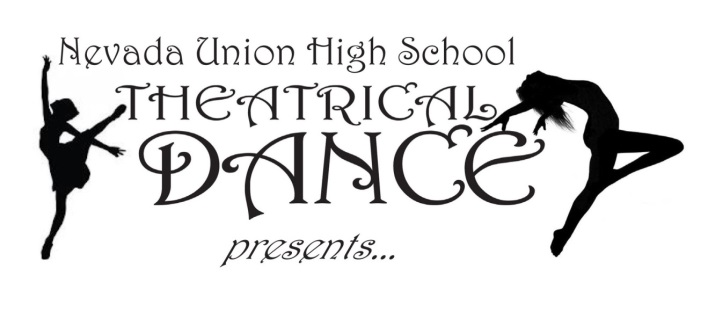 Nevada Union High School
THEATRICAL
DANCE
presents...